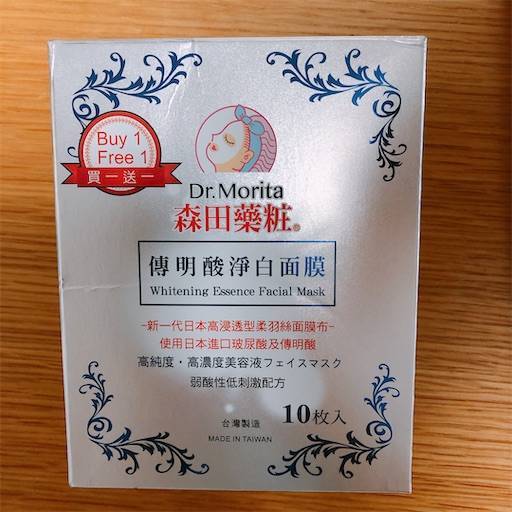 Buy 1
Free 1
買一送一
Dr.Morita
森田藥粧®
傳明酸淨白面膜
Whitening Essence Facial Mask
-新一代日本高浸透型柔羽絲面膜布-
使用日本進口玻尿酸及傳明酸
高純度・高濃度美容液フェイスマスク
弱酸性低刺激配方
10枚入
台灣製造
MADE IN TAIWAN